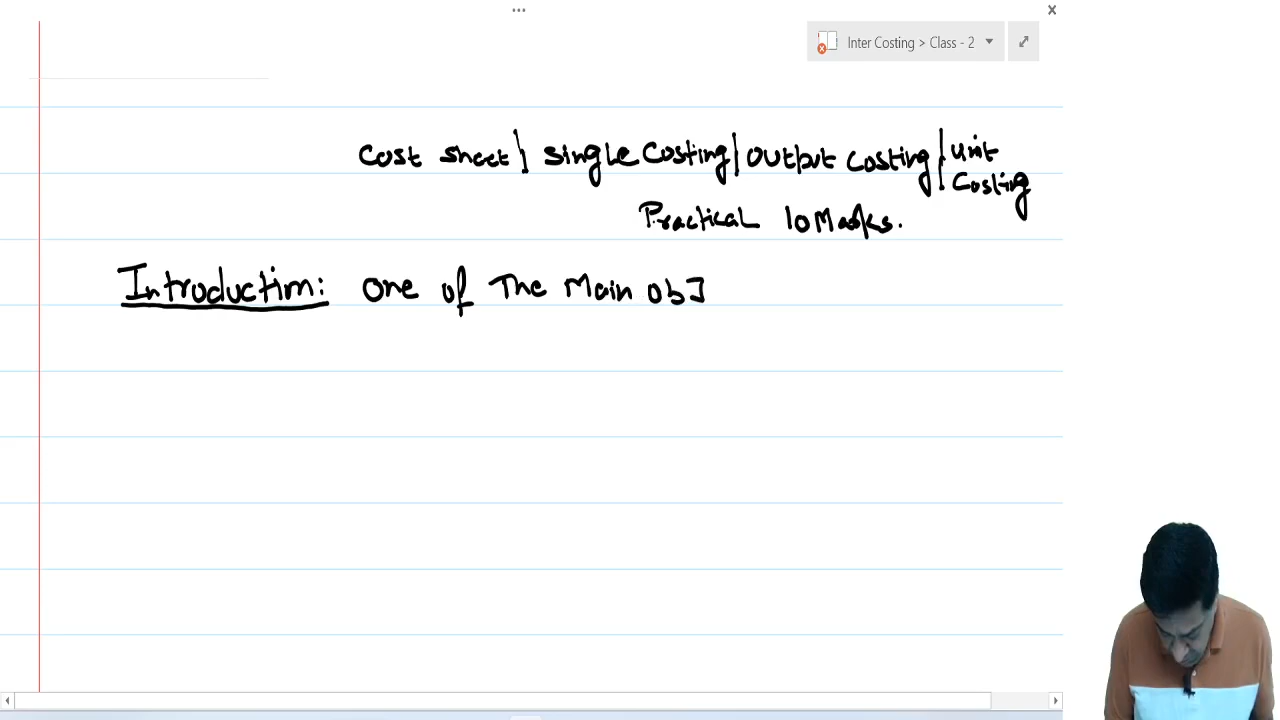 Inter Costing > Class - 2
Cost sheet | Single Costing | Output Costing | Unit Costing
Practical 10 Marks.
Introduction: One of The Main obJ